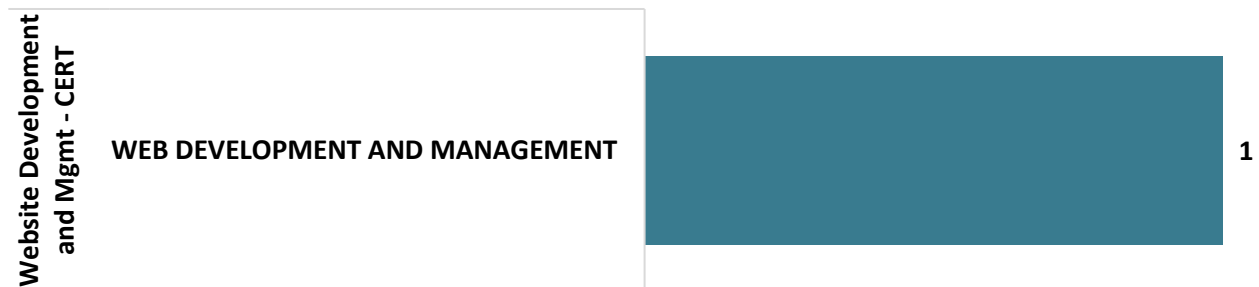 Website Development
and Mgmt - CERT
WEB DEVELOPMENT AND MANAGEMENT
1